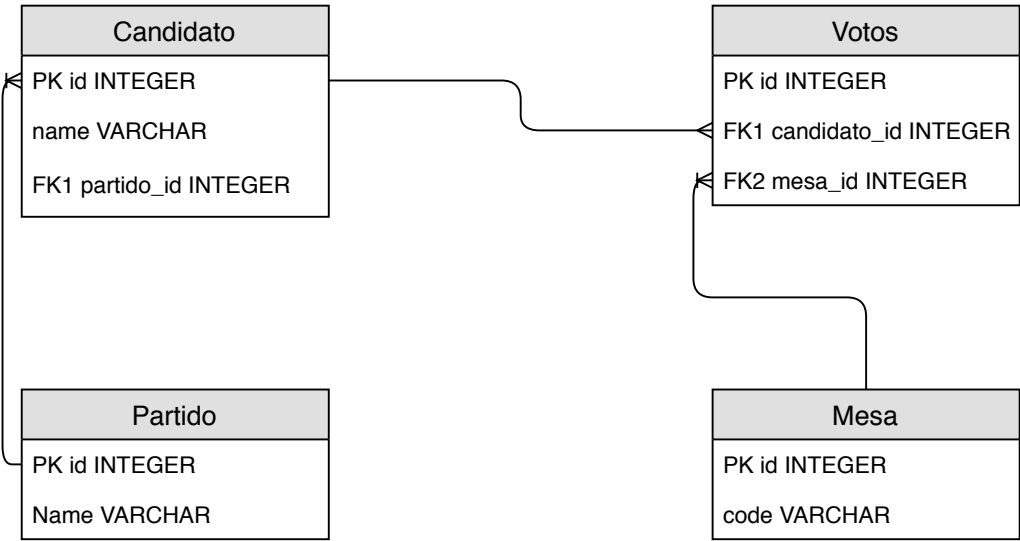 Candidato
PK id INTEGER
name VARCHAR
FK1 partido_id INTEGER
Votos
PK id INTEGER
FK1 candidato_id INTEGER
FK2 mesa_id INTEGER
Partido
PK id INTEGER
Name VARCHAR
Mesa
PK id INTEGER
code VARCHAR